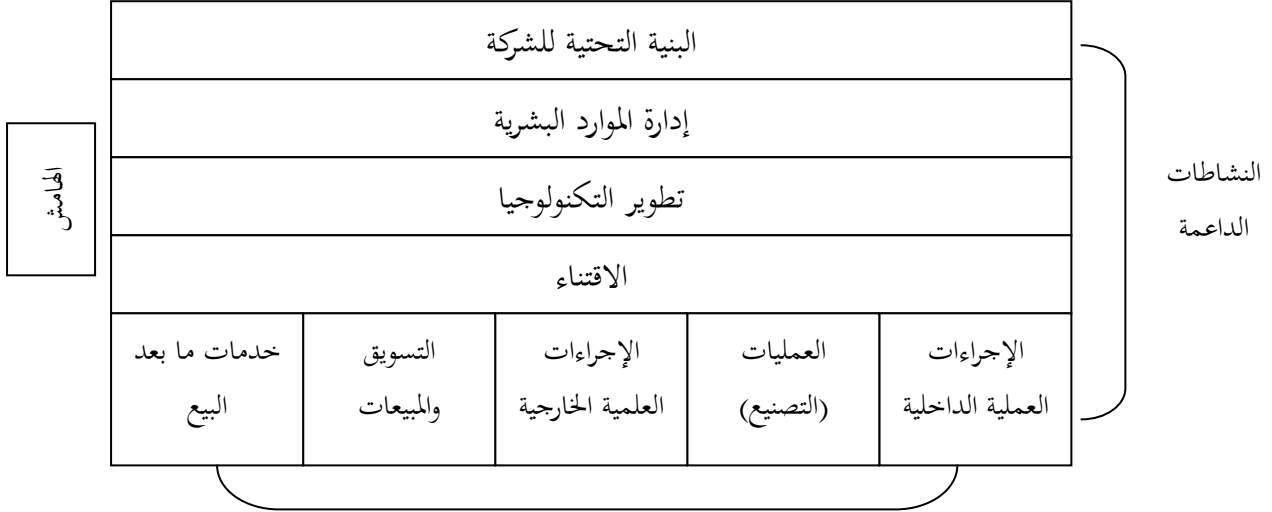 البنية التحتية للشركة
إدارة الموارد البشرية
تطوير التكنولوجيا
الاقتناء
النشاطات
الداعمة
الهامش
الإجراءات
العملية الداخلية
العمليات
(التصنيع)
الإجراءات
العلمية الخارجية
التسويق
والمبيعات
خدمات ما بعد
البيع